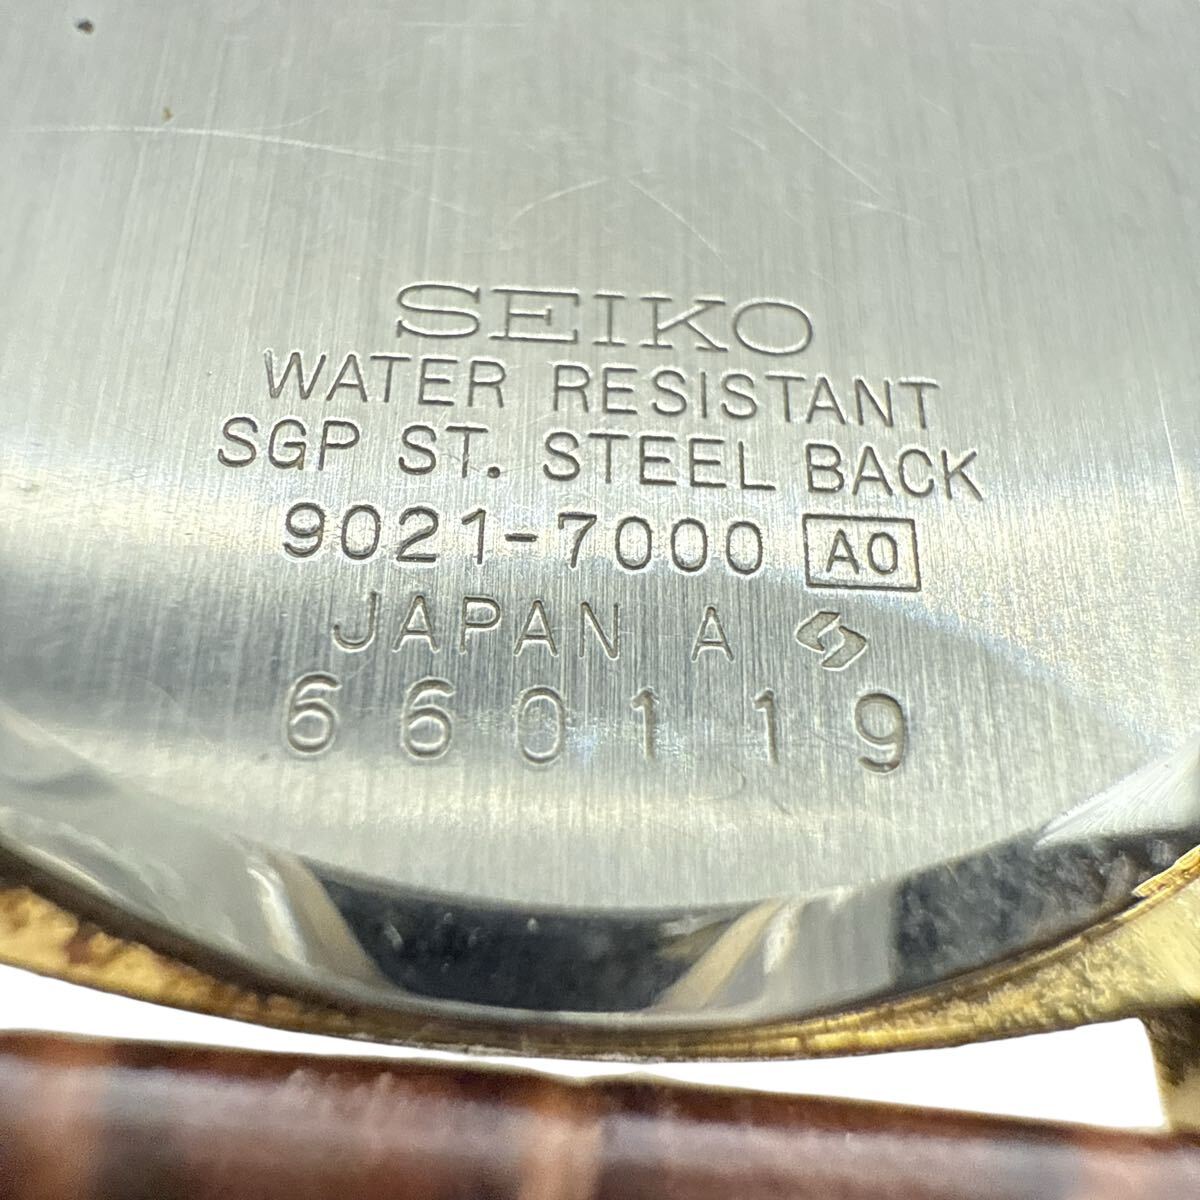 SEIKO
WATER RESISTANT
SGP ST. STEEL BACK
9021-7000 A0
JAPAN A
660119